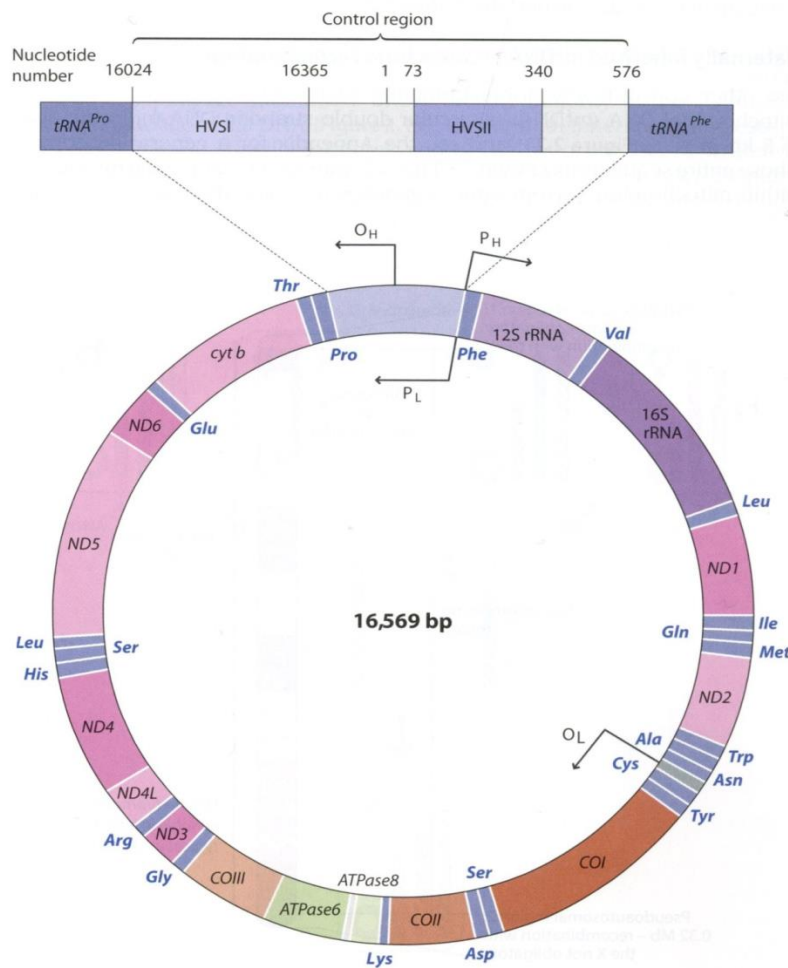 Control region
Nucleotide
number
16024
16365
1
73
340
576
tRNA^Pro
HVSI
HVSII
tRNA^Phe
O_H
P_H
Thr
Pro
Phe
P_L
12S rRNA
Val
16S
rRNA
Leu
ND1
Ile
Gln
Met
ND2
Ala
Trp
O_L
Cys
Asn
Tyr
COI
Ser
Asp
COII
Lys
ATPase8
ATPase6
COIII
Gly
ND3
Arg
ND4L
ND4
His
Ser
Leu
ND5
ND6
Glu
cyt b
16,569 bp